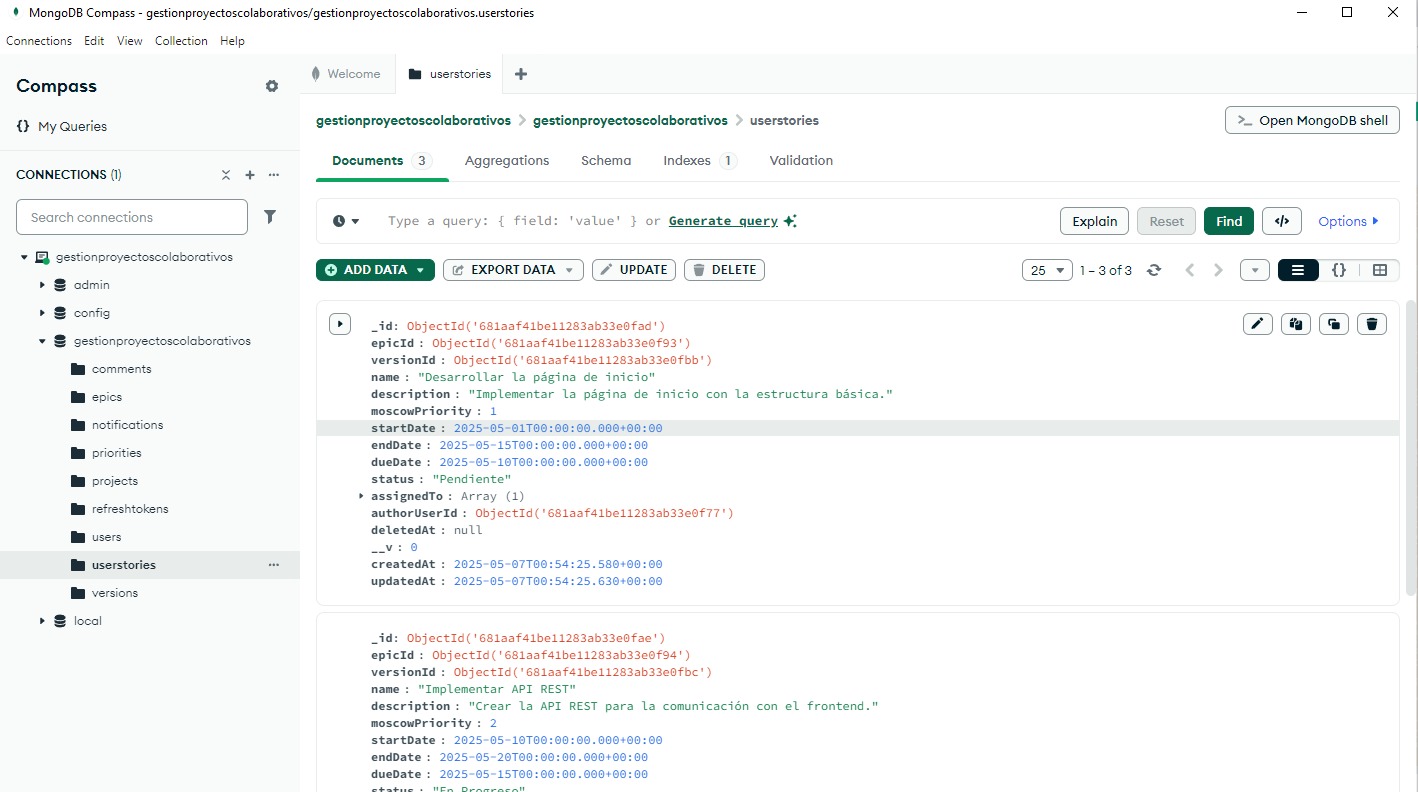 MongoDB Compass - gestionproyectoscolaborativos/gestionproyectoscolaborativos.userstories
Connections Edit View Collection Help
Compass
My Queries
CONNECTIONS (1)
Search connections
gestionproyectoscolaborativos
admin
config
gestionproyectoscolaborativos
comments
epics
notifications
priorities
projects
refreshtokens
users
userstories
versions
local
Welcome
userstories
gestionproyectoscolaborativos > gestionproyectoscolaborativos > userstories
>_ Open MongoDB shell
Documents 3 Aggregations Schema Indexes 1 Validation
Type a query: { field: 'value' } or Generate query
Explain Reset Find </> Options
ADD DATA EXPORT DATA UPDATE DELETE
25 1 – 3 of 3 {}
_id: ObjectId('681aaf41be11283ab33e0fad')
epicId : ObjectId('681aaf41be11283ab33e0f93')
versionId : ObjectId('681aaf41be11283ab33e0fbb')
name : "Desarrollar la página de inicio"
description : "Implementar la página de inicio con la estructura básica."
moscowPriority : 1
startDate : 2025-05-01T00:00:00.000+00:00
endDate : 2025-05-15T00:00:00.000+00:00
dueDate : 2025-05-10T00:00:00.000+00:00
status : "Pendiente"
assignedTo : Array (1)
authorUserId : ObjectId('681aaf41be11283ab33e0f77')
deletedAt : null
__v : 0
createdAt : 2025-05-07T00:54:25.580+00:00
updatedAt : 2025-05-07T00:54:25.630+00:00
_id: ObjectId('681aaf41be11283ab33e0fae')
epicId : ObjectId('681aaf41be11283ab33e0f94')
versionId : ObjectId('681aaf41be11283ab33e0fbc')
name : "Implementar API REST"
description : "Crear la API REST para la comunicación con el frontend."
moscowPriority : 2
startDate : 2025-05-10T00:00:00.000+00:00
endDate : 2025-05-20T00:00:00.000+00:00
dueDate : 2025-05-15T00:00:00.000+00:00
status : "En Progreso"